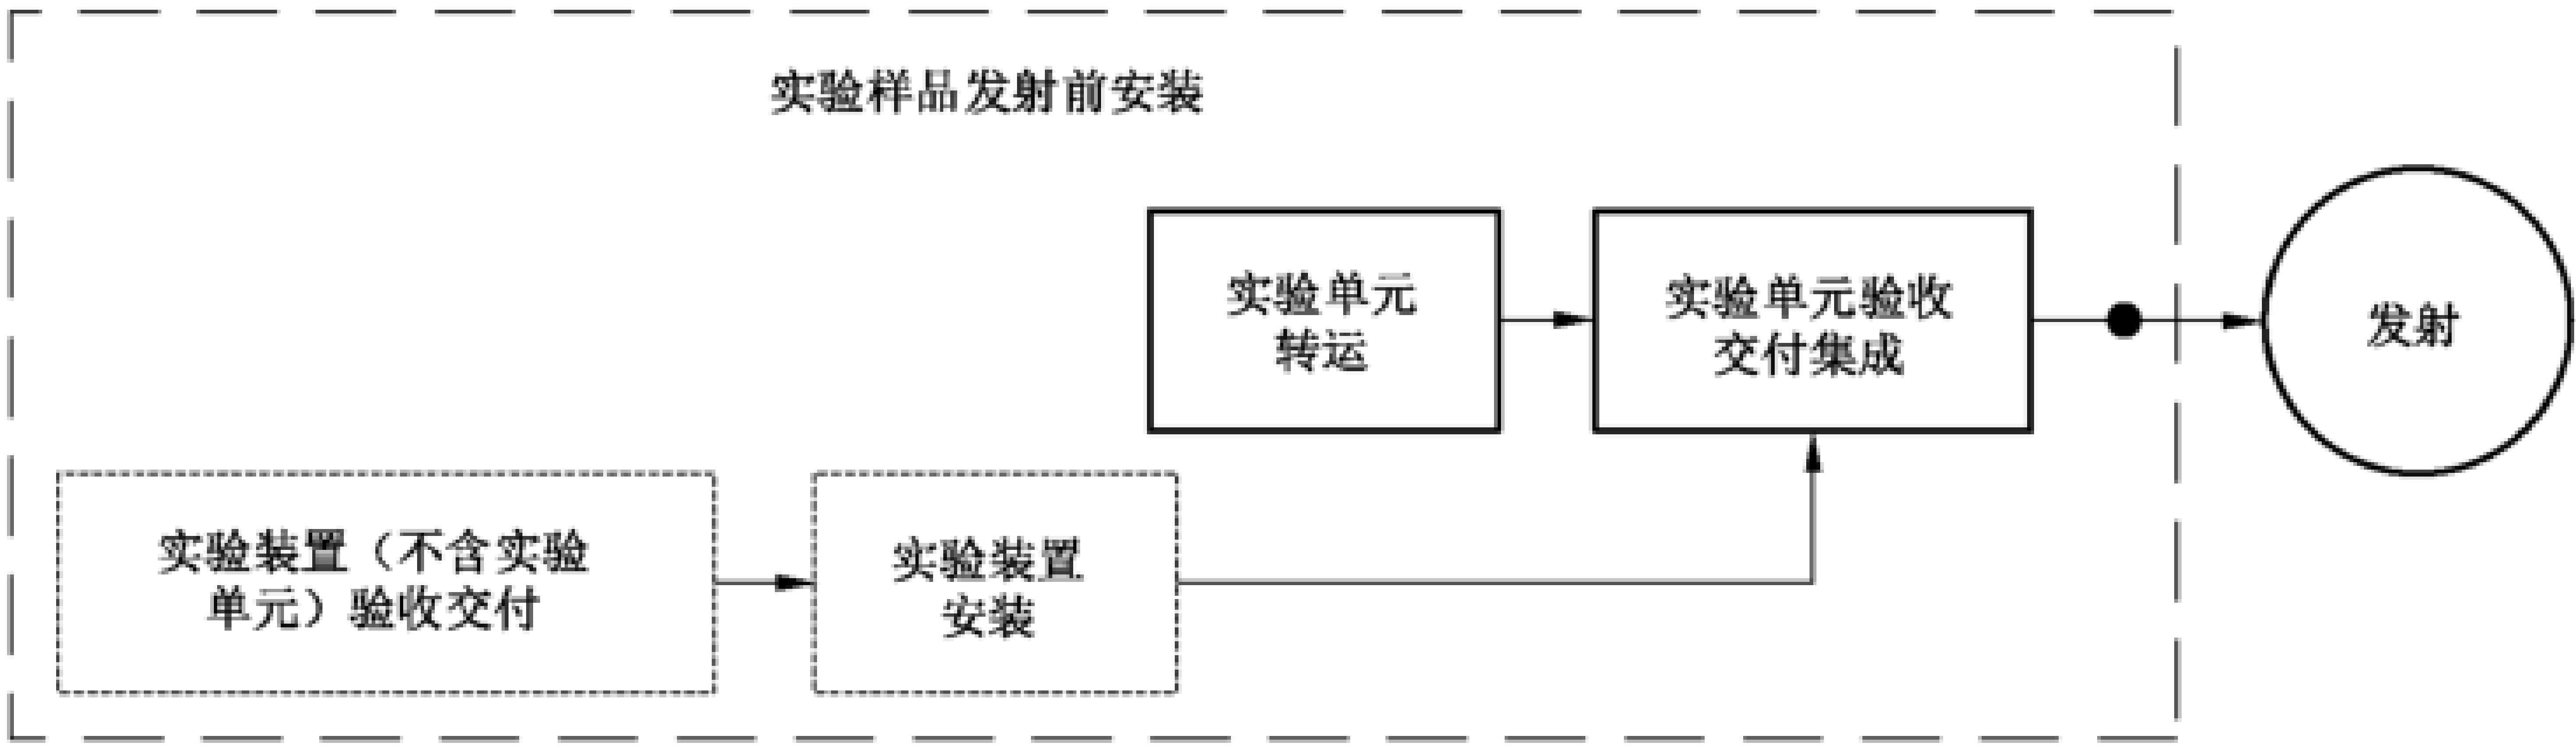 实验样品发射前安装
实验单元
转运
实验单元验收
交付集成
发射
实验装置（不含实验
单元）验收交付
实验装置
安装